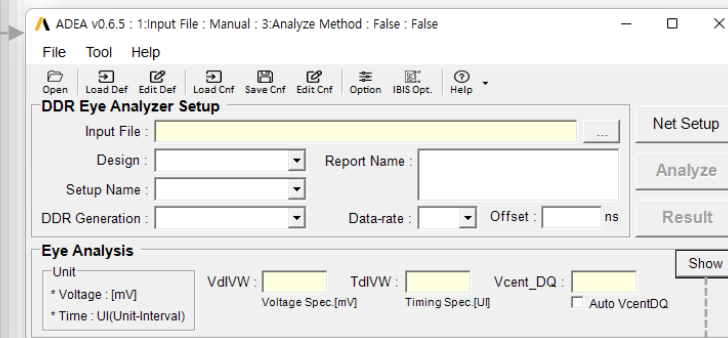 ADEA v0.6.5 : 1:Input File : Manual : 3:Analyze Method : False : False
File Tool Help
Open Load Def Edit Def Load Cnf Save Cnf Edit Cnf Option IBIS Opt. Help
DDR Eye Analyzer Setup
Input File : ... Net Setup
Design : Report Name : Analyze
Setup Name :
DDR Generation : Data-rate : Offset : ns Result
Eye Analysis Show
Unit
* Voltage : [mV]
* Time : UI(Unit-Interval)
VdIVW : TdIVW : Vcent_DQ :
Voltage Spec.[mV] Timing Spec.[UI] Auto VcentDQ